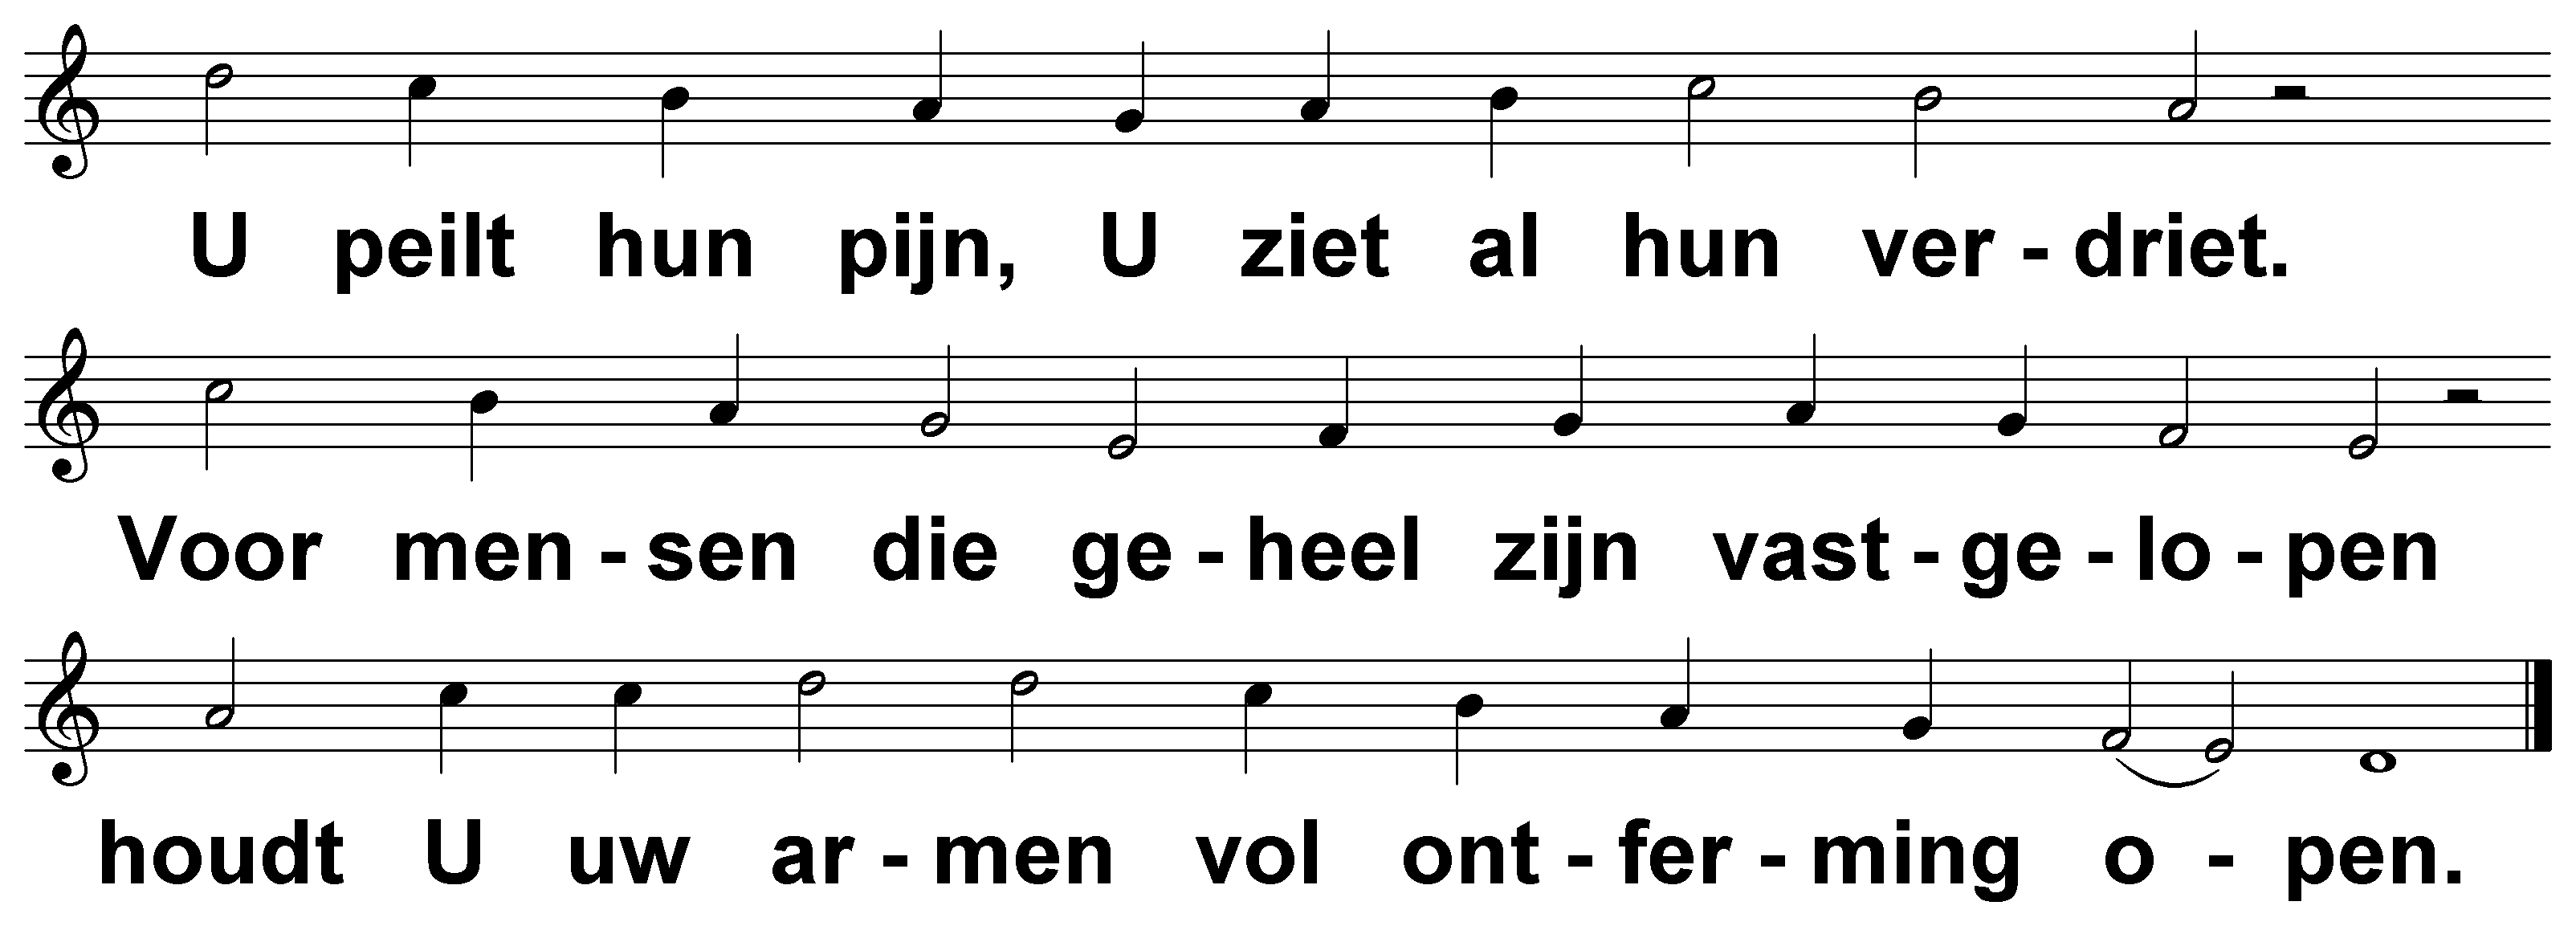 U peilt hun pijn, U ziet al hun ver - driet.
Voor men - sen die ge - heel zijn vast - ge - lo - pen
houdt U uw ar - men vol ont - fer - ming o - pen.